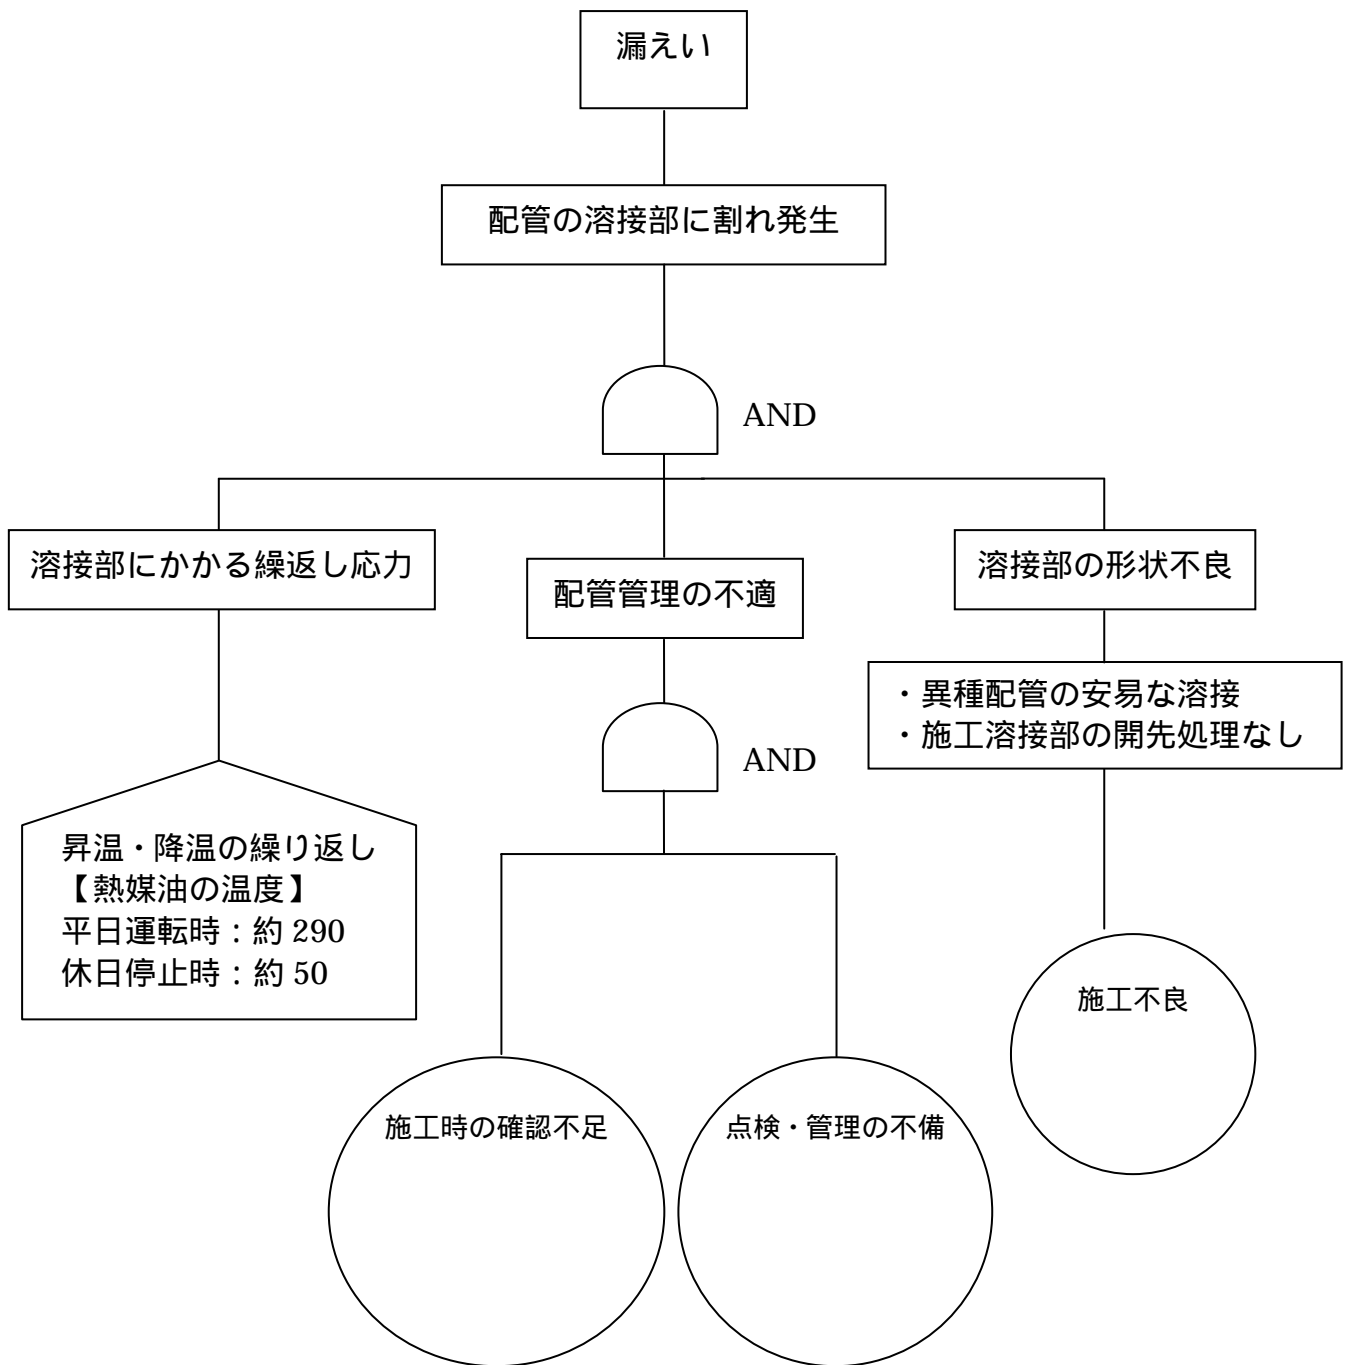 漏えい
配管の溶接部に割れ発生
AND
溶接部にかかる繰返し応力
配管管理の不適
溶接部の形状不良
・異種配管の安易な溶接
・施工溶接部の開先処理なし
AND
昇温・降温の繰り返し
【熱媒油の温度】
平日運転時：約 290
休日停止時：約 50
施工不良
施工時の確認不足
点検・管理の不備